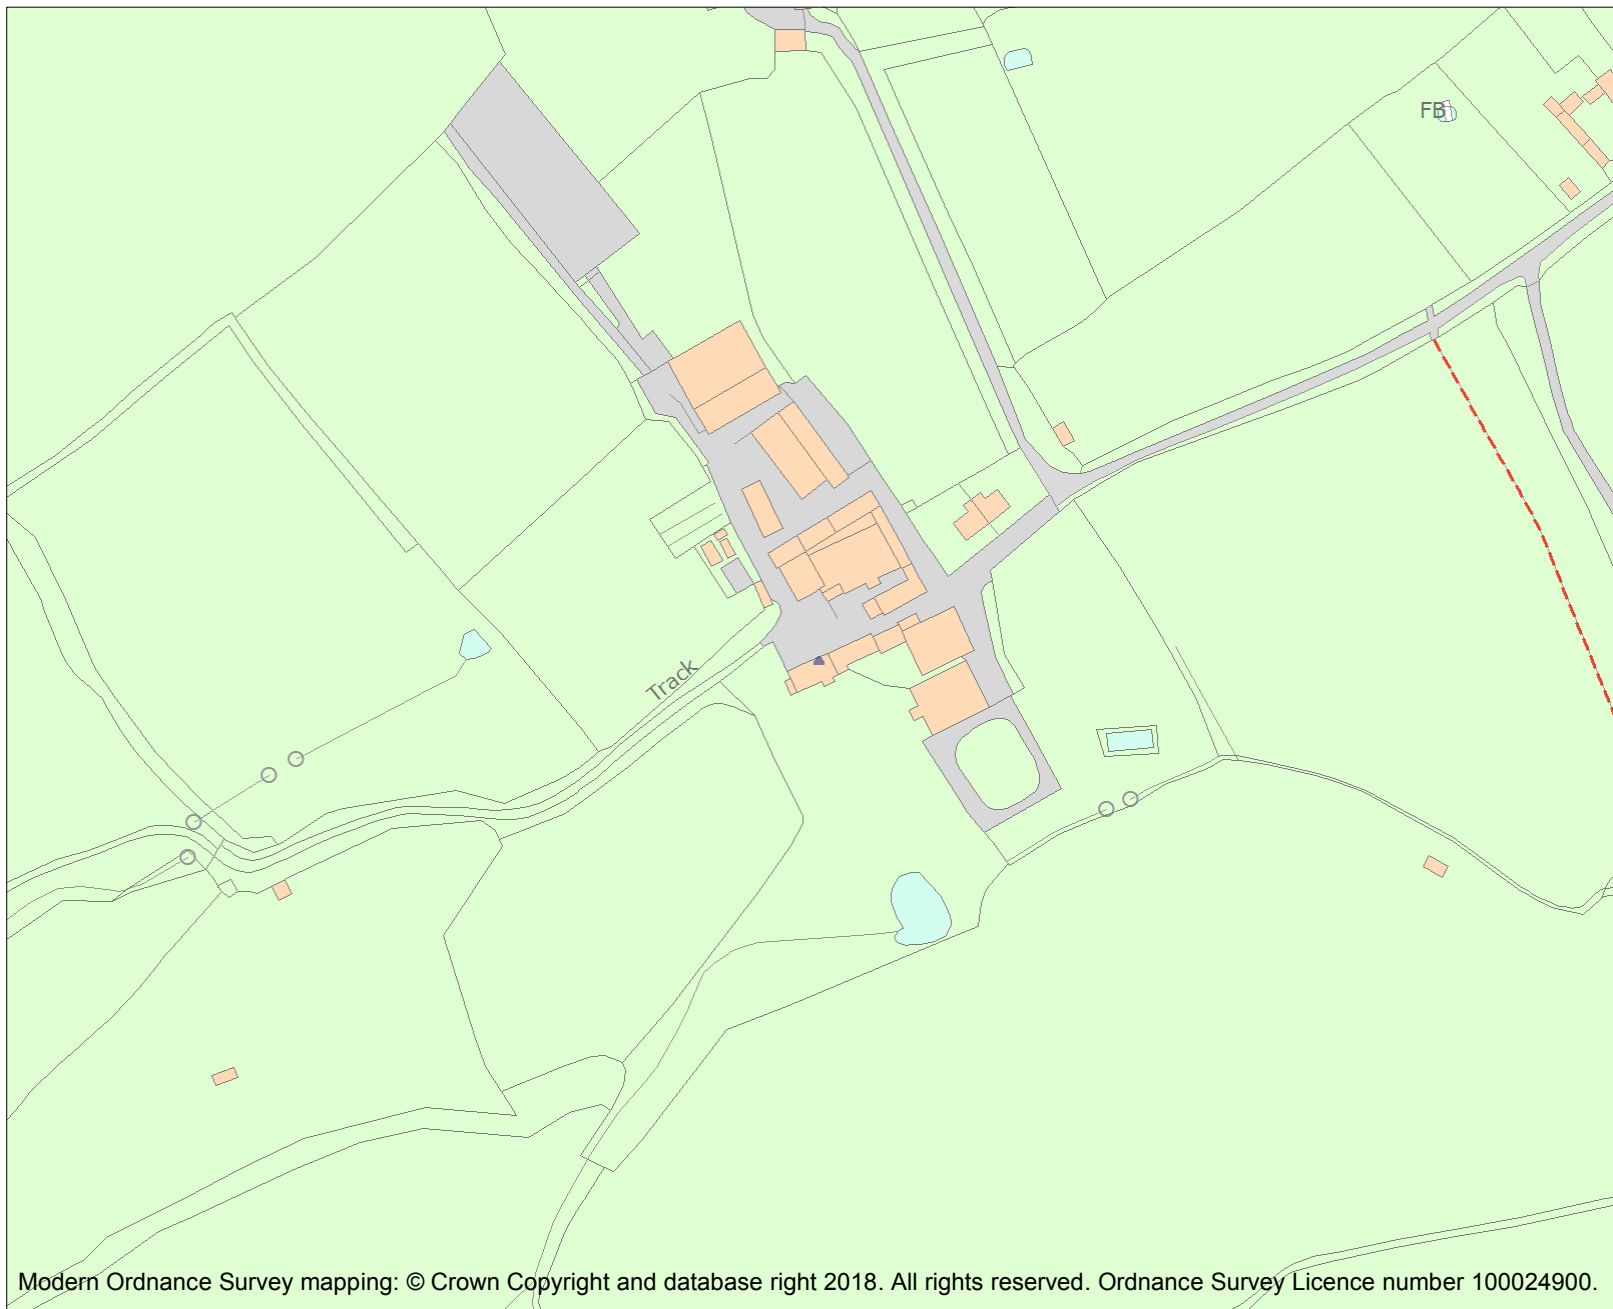 FB
Track
Modern Ordnance Survey mapping: © Crown Copyright and database right 2018. All rights reserved. Ordnance Survey Licence number 100024900.